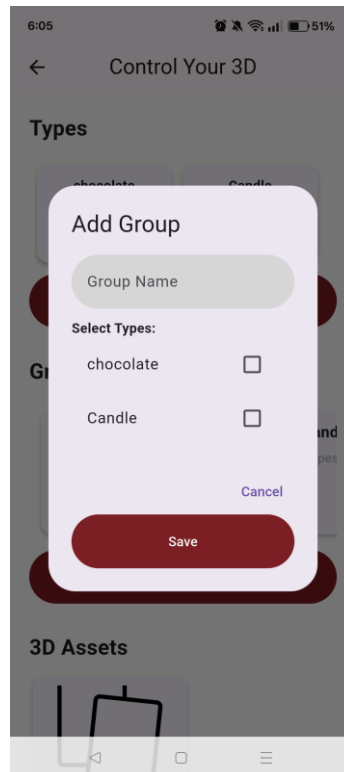 6:05 51%
Control Your 3D
Types
chocolate Candle
Add Group
Group Name
Select Types:
chocolate
Candle
Cancel
Save
3D Assets